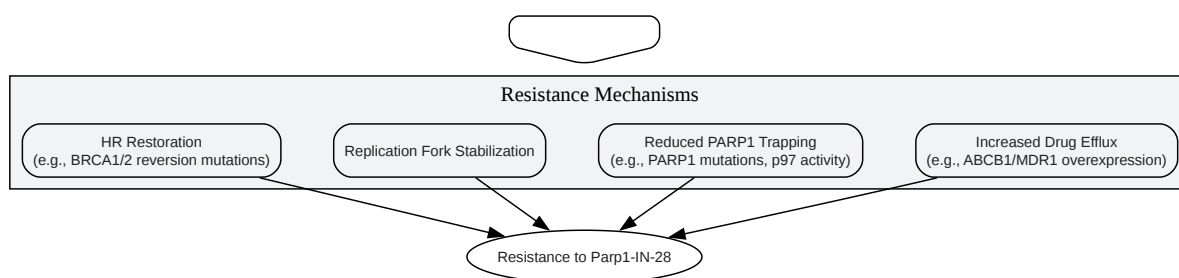 Resistance Mechanisms
HR Restoration
(e.g., BRCA1/2 reversion mutations)
Replication Fork Stabilization
Reduced PARP1 Trapping
(e.g., PARP1 mutations, p97 activity)
Increased Drug Efflux
(e.g., ABCB1/MDR1 overexpression)
Resistance to Parp1-IN-28